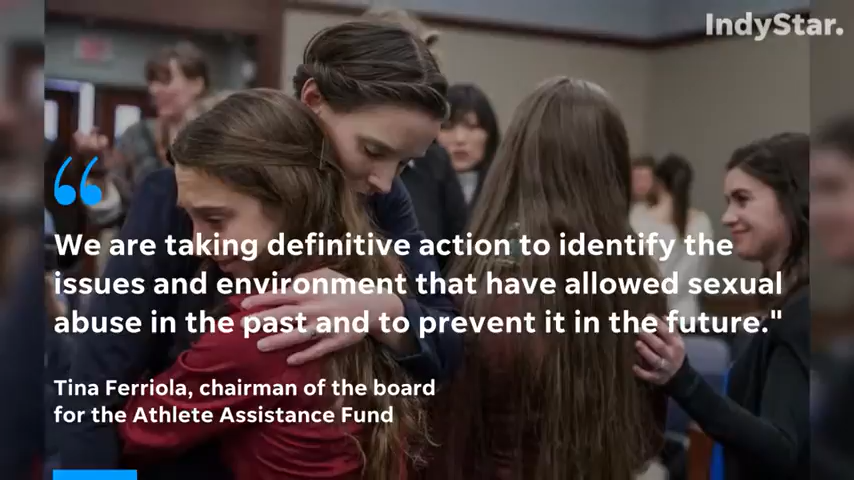 IndyStar.
“
We are taking definitive action to identify the
issues and environment that have allowed sexual
abuse in the past and to prevent it in the future."
Tina Ferriola, chairman of the board
for the Athlete Assistance Fund